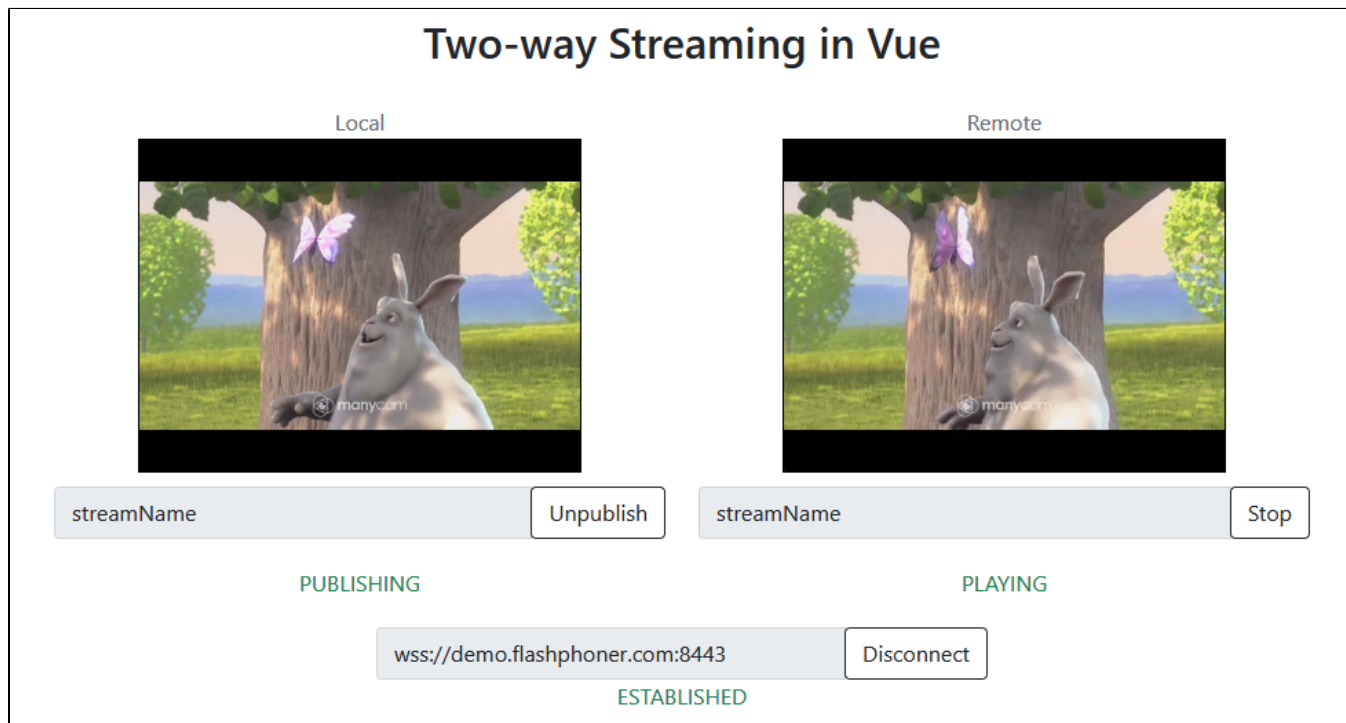 Two-way Streaming in Vue
Local
Remote
manycam
manycam
streamName
Unpublish
streamName
Stop
PUBLISHING
PLAYING
wss://demo.flashphoner.com:8443
Disconnect
ESTABLISHED